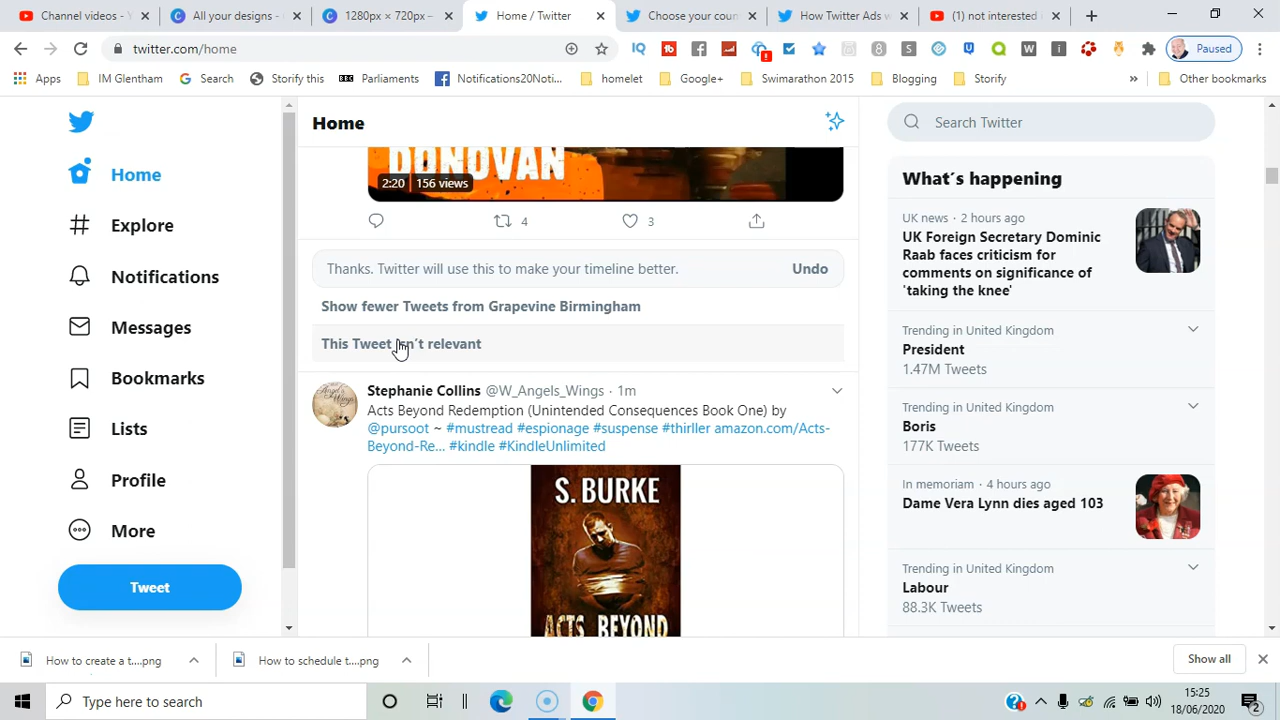 Channel videos - Y
All your designs -
1280px × 720px -
Home / Twitter
Choose your coun
How Twitter Ads w
(1) not interested i
twitter.com/home
Paused
Apps
IM Glentham
Search
Storify this
Parliaments
Notifications20Noti...
homelet
Google+
Swimarathon 2015
Blogging
Storify
»
Other bookmarks
Home
Explore
Notifications
Messages
Bookmarks
Lists
Profile
More
Tweet
Home
DONOVAN
2:20 156 views
4
3
Thanks. Twitter will use this to make your timeline better. Undo
Show fewer Tweets from Grapevine Birmingham
This Tweet isn't relevant
Stephanie Collins @W_Angels_Wings · 1m
Acts Beyond Redemption (Unintended Consequences Book One) by
@pursoot ~ #mustread #espionage #suspense #thirller amazon.com/Acts-
Beyond-Re... #kindle #KindleUnlimited
S. BURKE
ACTS BEYOND
Search Twitter
What's happening
UK news · 2 hours ago
UK Foreign Secretary Dominic
Raab faces criticism for
comments on significance of
'taking the knee'
Trending in United Kingdom
President
1.47M Tweets
Trending in United Kingdom
Boris
177K Tweets
In memoriam · 4 hours ago
Dame Vera Lynn dies aged 103
Trending in United Kingdom
Labour
88.3K Tweets
How to create a t....png
How to schedule t....png
Show all
Type here to search
15:25
18/06/2020
2